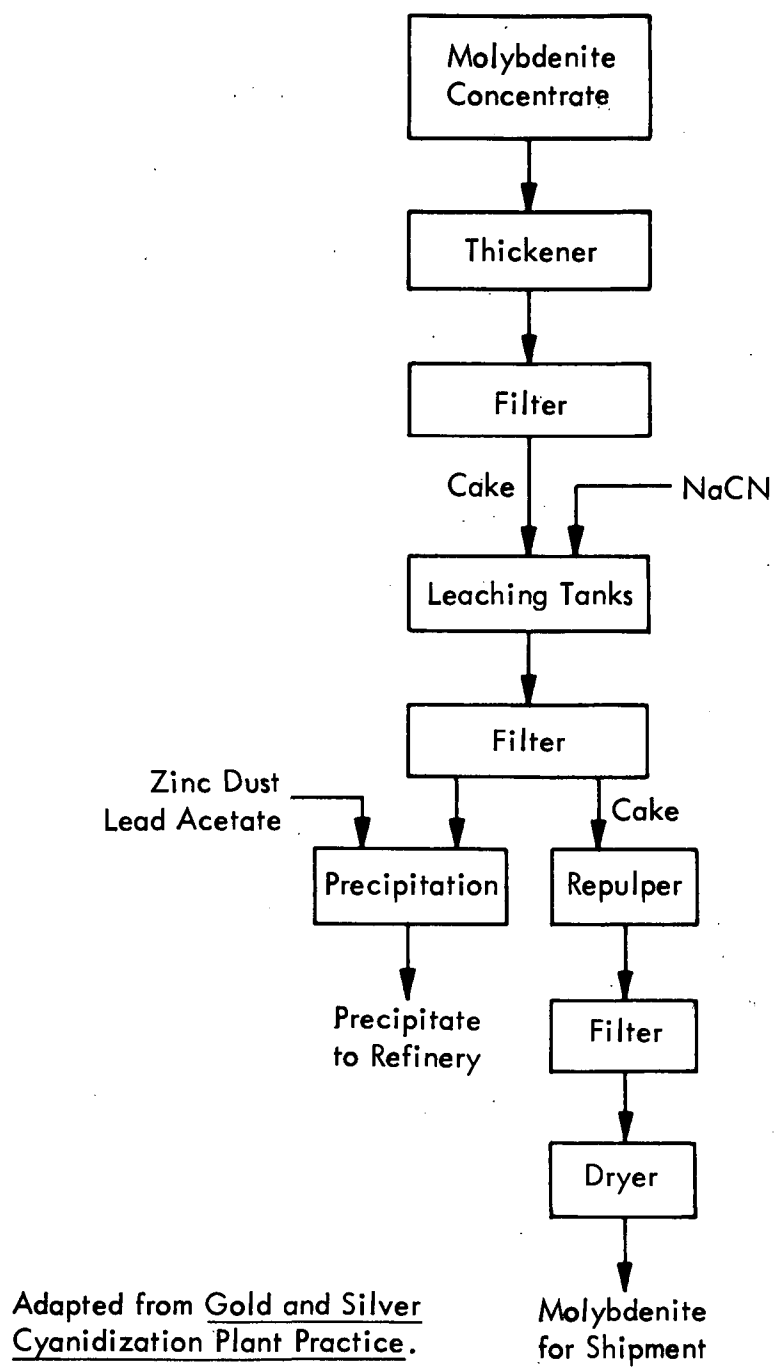 Molybdenite
Concentrate
Thickener
Filter
Cake
NaCN
Leaching Tanks
Filter
Zinc Dust
Lead Acetate
Cake
Precipitation
Repulper
Precipitate
to Refinery
Filter
Dryer
Adapted from Gold and Silver
Cyanidization Plant Practice.
Molybdenite
for Shipment